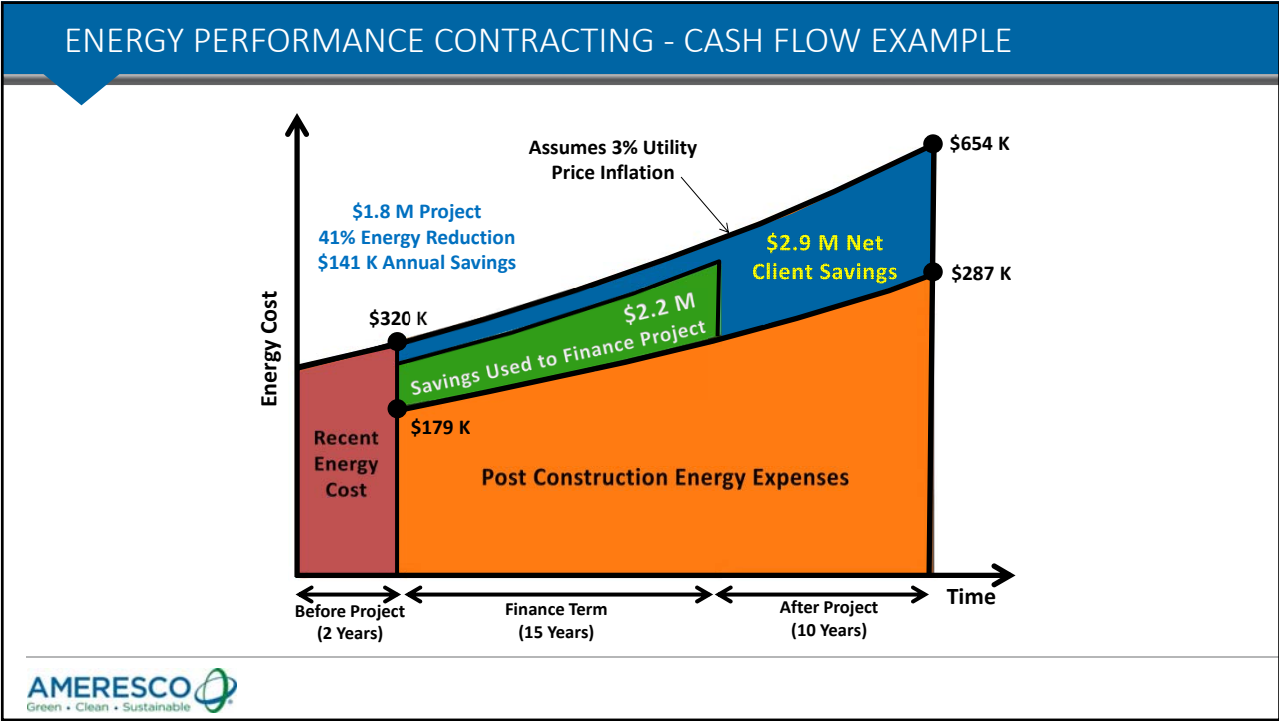 ENERGY PERFORMANCE CONTRACTING - CASH FLOW EXAMPLE
Assumes 3% Utility
Price Inflation
$654 K
$1.8 M Project
41% Energy Reduction
$141 K Annual Savings
$2.9 M Net
Client Savings
$287 K
Energy Cost
$320 K
$2.2 M
Savings Used to Finance Project
$179 K
Recent
Energy
Cost
Post Construction Energy Expenses
Time
Before Project
(2 Years)
Finance Term
(15 Years)
After Project
(10 Years)
AMERESCO
Green • Clean • Sustainable